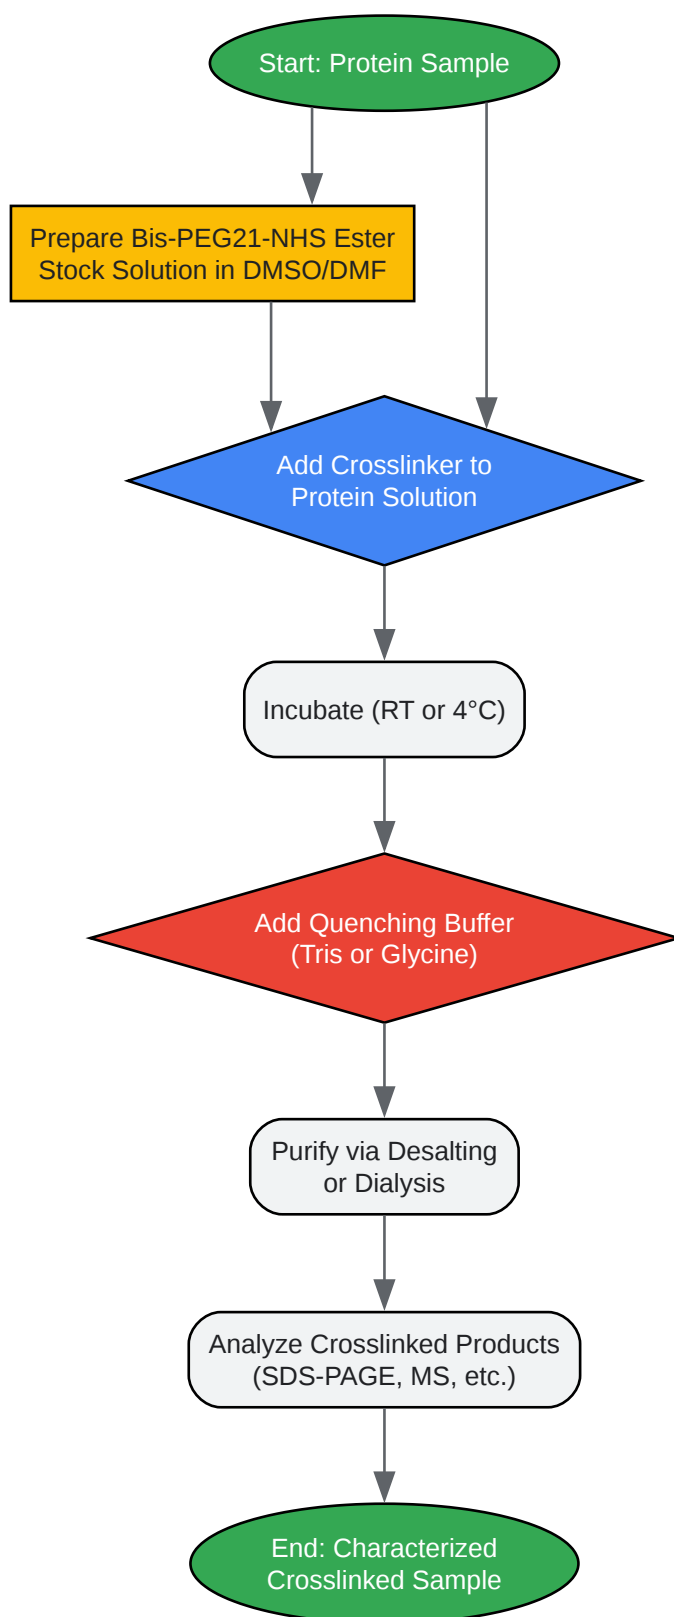 Start: Protein Sample
Prepare Bis-PEG21-NHS Ester
Stock Solution in DMSO/DMF
Add Crosslinker to
Protein Solution
Incubate (RT or 4°C)
Add Quenching Buffer
(Tris or Glycine)
Purify via Desalting
or Dialysis
Analyze Crosslinked Products
(SDS-PAGE, MS, etc.)
End: Characterized
Crosslinked Sample